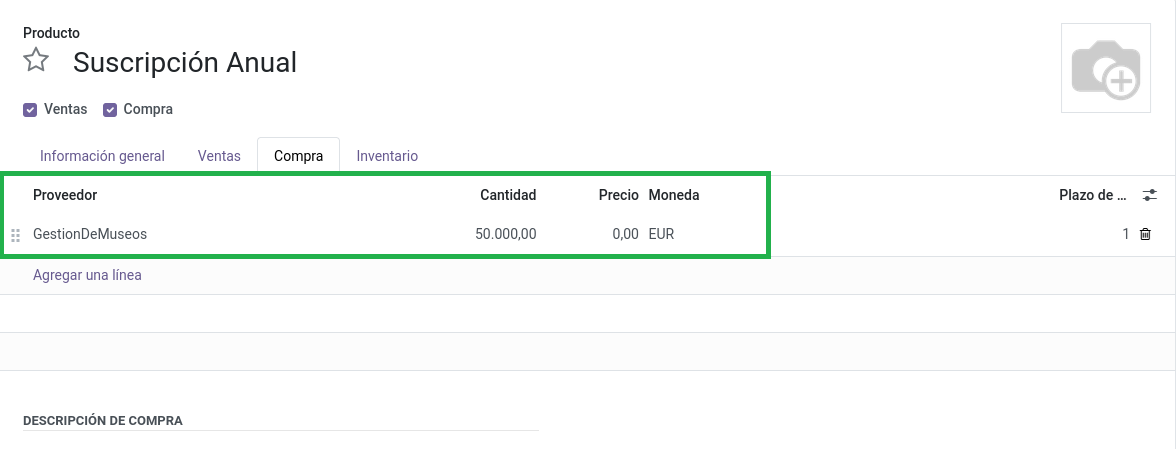 Producto
Suscripción Anual
Ventas Compra
Información general Ventas Compra Inventario
Proveedor Cantidad Precio Moneda Plazo de ...
GestionDeMuseos 50.000,00 0,00 EUR 1
Agregar una línea
DESCRIPCIÓN DE COMPRA